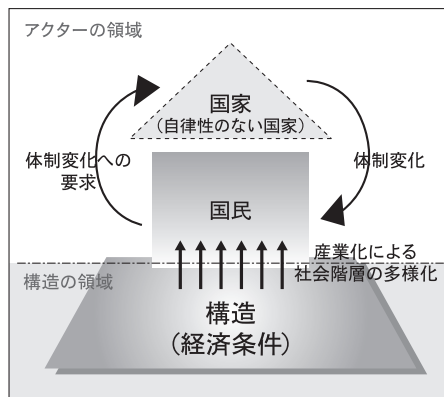 アクターの領域
国家
(自律性のない国家)
体制変化への
要求
体制変化
国民
産業化による
社会階層の多様化
構造の領域
構造
(経済条件)